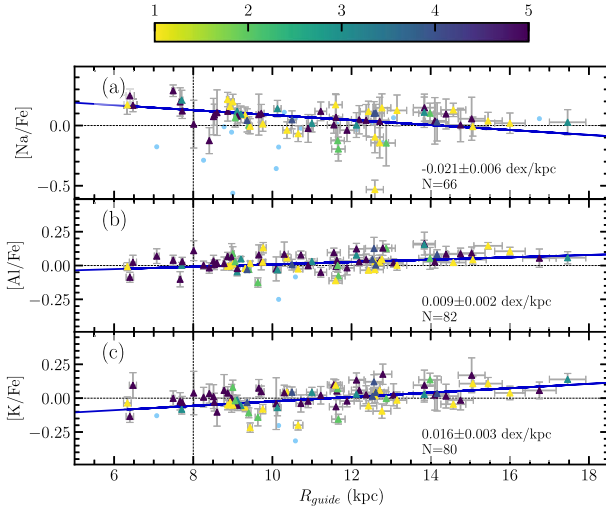 1 2 3 4 5
(a)
[Na/Fe]
0.0
−0.5
-0.021±0.006 dex/kpc
N=66
(b)
[Al/Fe]
0.25
0.00
−0.25
0.009±0.002 dex/kpc
N=82
(c)
[K/Fe]
0.25
0.00
−0.25
0.016±0.003 dex/kpc
N=80
6 8 10 12 14 16 18
R_guide (kpc)